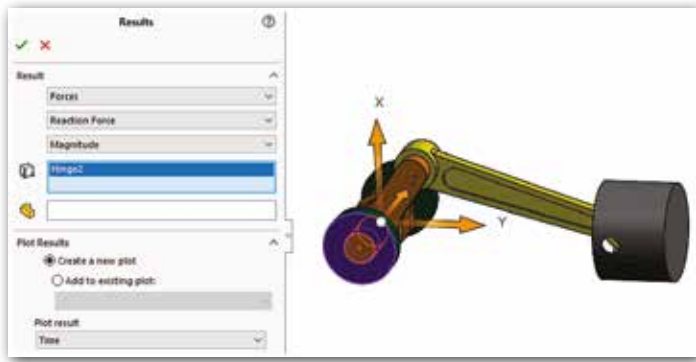 Results
Result
Forces
Reaction Force
Magnitude
Hinge2
Plot Results
Create a new plot
Add to existing plot:
Plot result
Time
X
Y